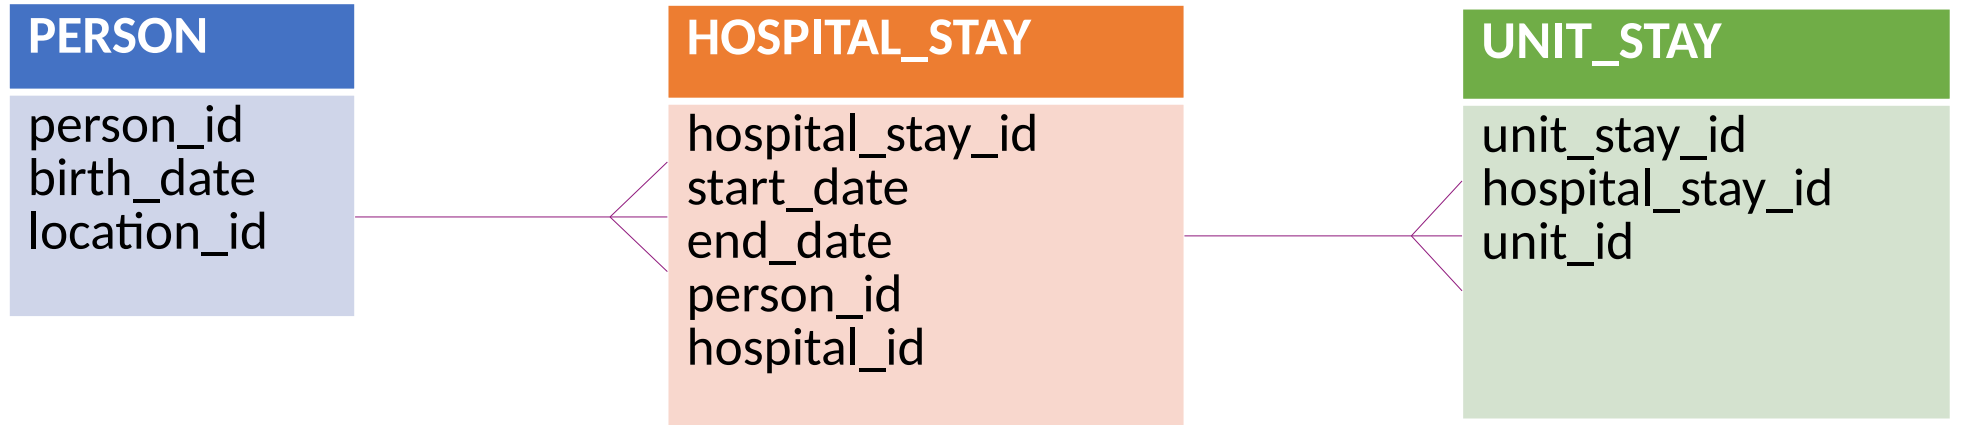 PERSON
person_id
birth_date
location_id
HOSPITAL_STAY
hospital_stay_id
start_date
end_date
person_id
hospital_id
UNIT_STAY
unit_stay_id
hospital_stay_id
unit_id